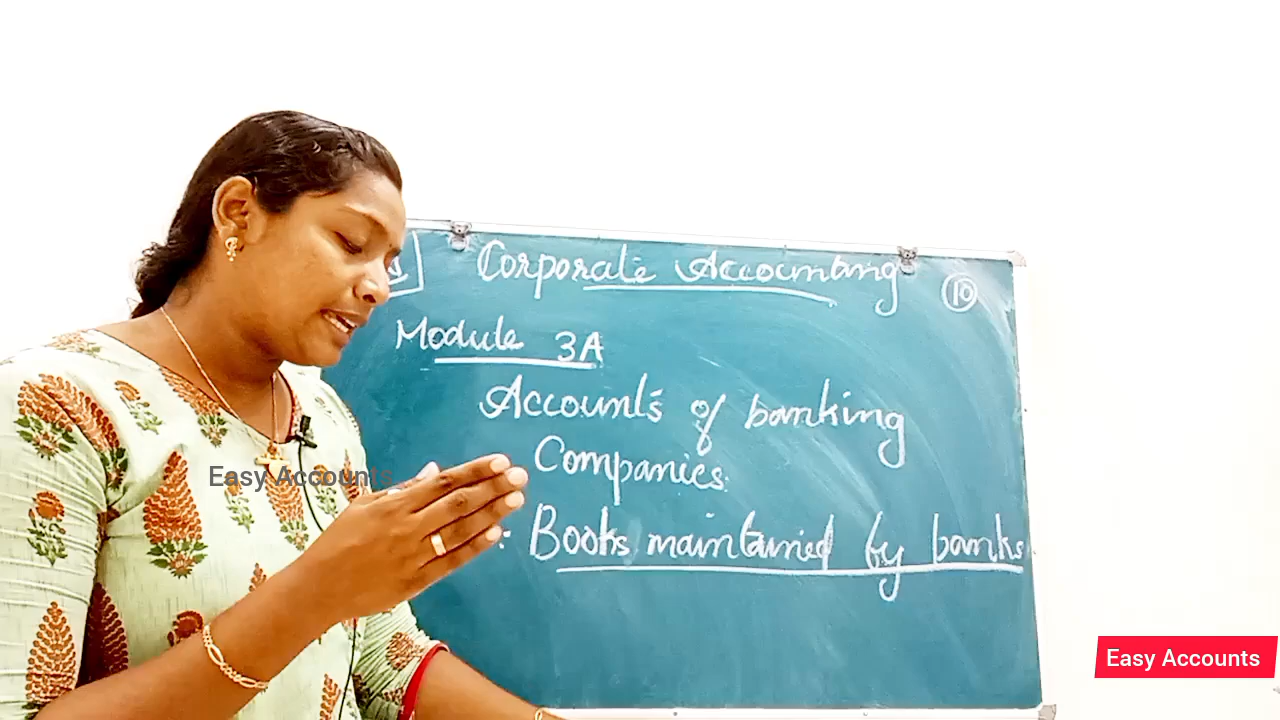 Corporate Accounting
10
Module 3A
Accounts of banking
Companies.
: Books maintained by banks
Easy Accounts
Easy Accounts